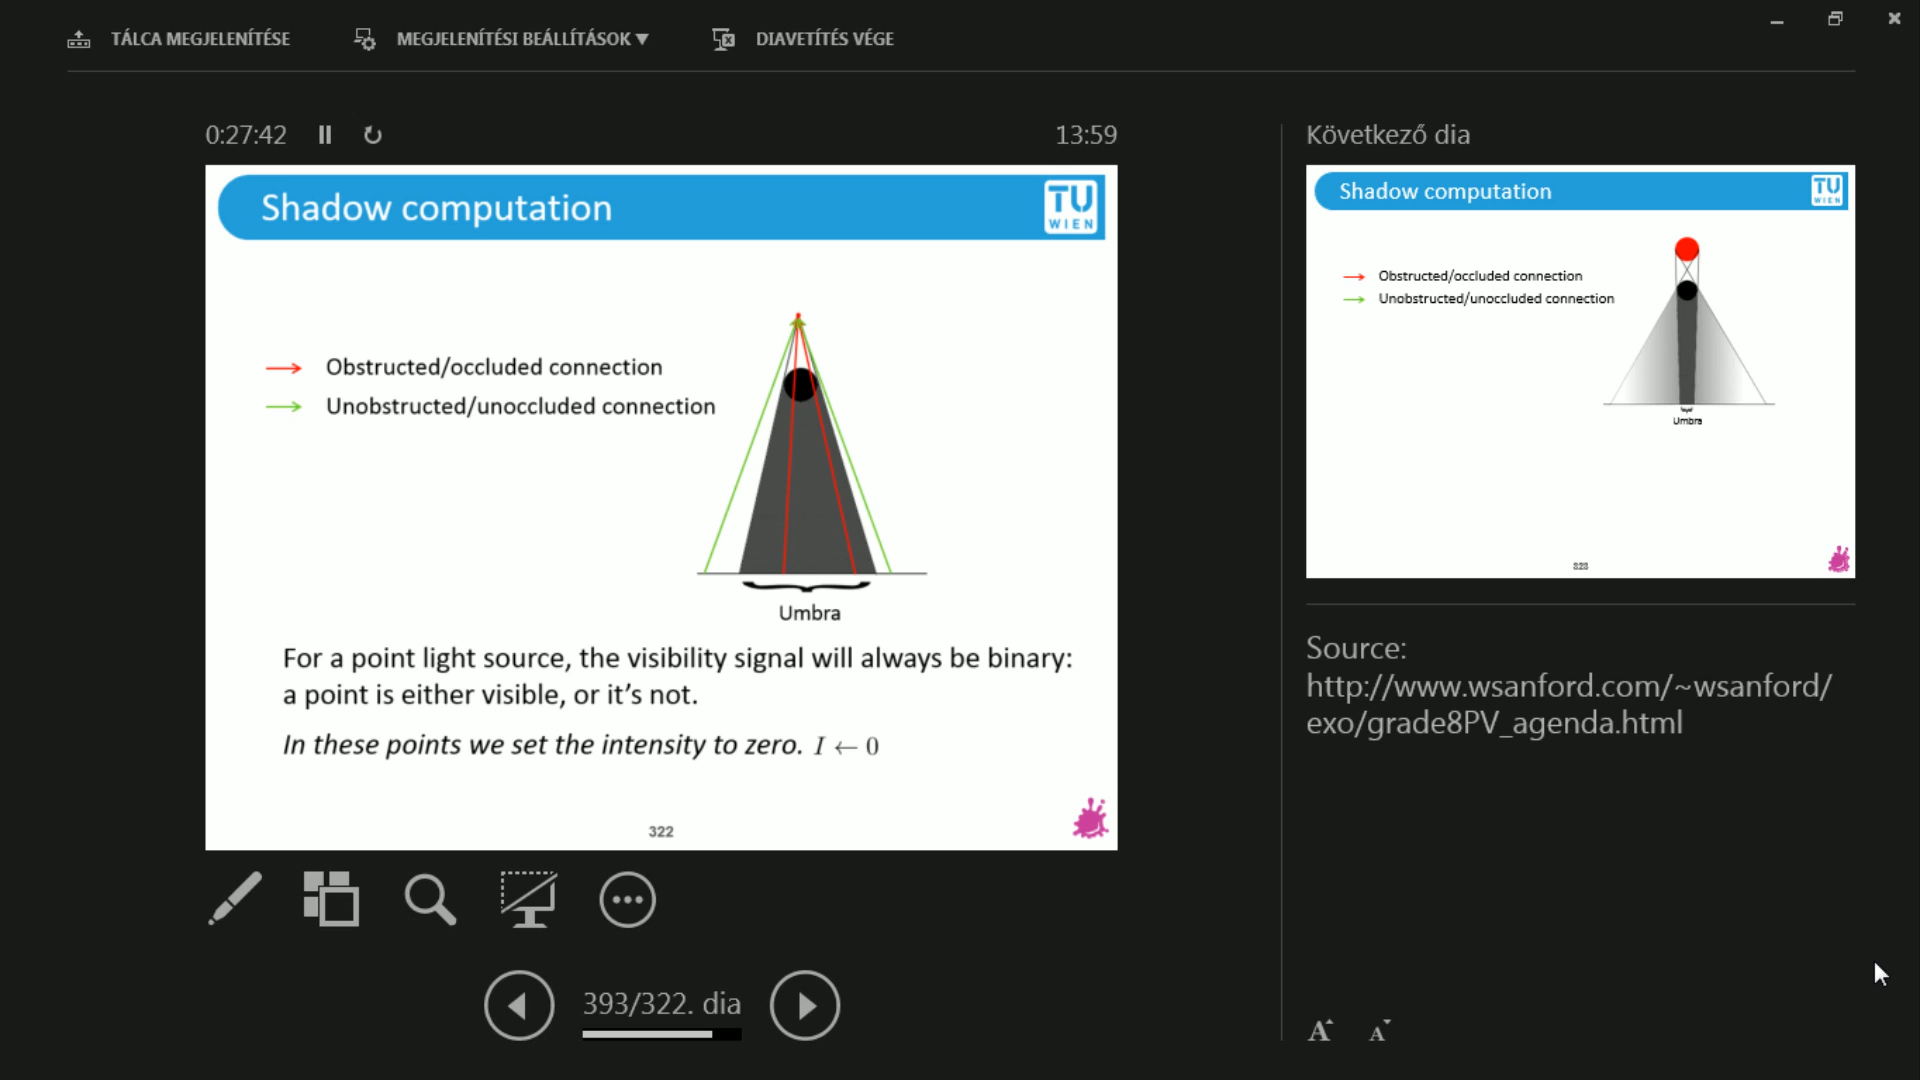 TÁLCA MEGJELENÍTÉSE
MEGJELENÍTÉSI BEÁLLÍTÁSOK
DIAVETÍTÉS VÉGE
0:27:42
13:59
Shadow computation
TU
WIEN
Obstructed/occluded connection
Unobstructed/unoccluded connection
Umbra
For a point light source, the visibility signal will always be binary:
a point is either visible, or it's not.
In these points we set the intensity to zero. I ← 0
322
393/322. dia
Következő dia
Shadow computation
TU
WIEN
Obstructed/occluded connection
Unobstructed/unoccluded connection
Umbra
323
Source:
http://www.wsanford.com/~wsanford/
exo/grade8PV_agenda.html
A A